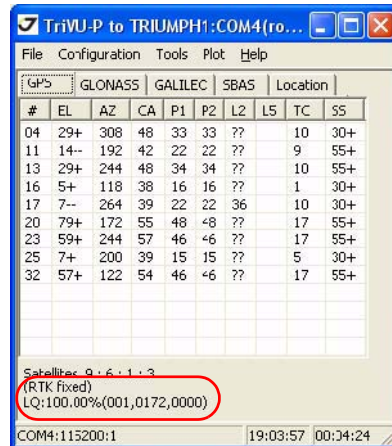 TriVU-P to TRIUMPH1:COM4(ro...
File Configuration Tools Plot Help
GPS GLONASS GALILEC SBAS Location
# EL AZ CA P1 P2 L2 L5 TC SS
04 29+ 308 48 33 33 ?? 10 30+
11 14-- 192 42 22 22 ?? 9 55+
13 29+ 244 48 34 34 ?? 10 55+
16 5+ 118 38 16 16 ?? 1 30+
17 7-- 264 39 22 22 36 10 30+
20 79+ 172 55 48 48 ?? 17 55+
23 59+ 244 57 46 46 ?? 17 55+
25 7+ 200 39 15 15 ?? 5 30+
32 57+ 122 54 46 46 ?? 17 55+
Satellites 9 : 6 : 1 : 3
(RTK fixed)
LQ:100.00%(001,0172,0000)
COM4:115200:1 19:03:57 00:04:24